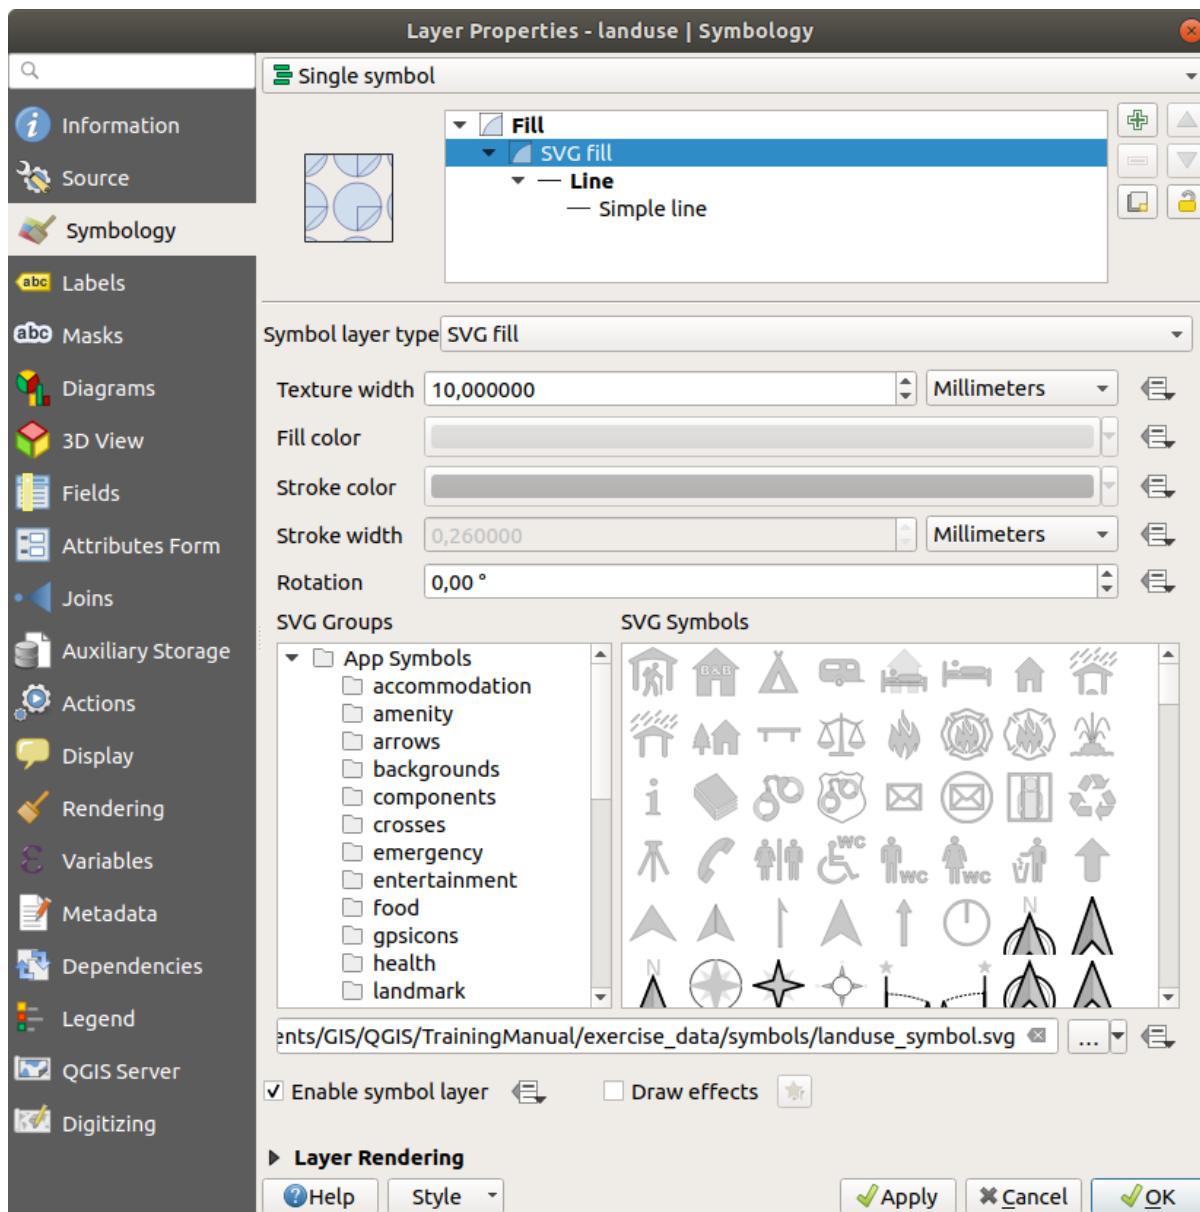 Layer Properties - landuse | Symbology
Information
Source
Symbology
Labels
Masks
Diagrams
3D View
Fields
Attributes Form
Joins
Auxiliary Storage
Actions
Display
Rendering
Variables
Metadata
Dependencies
Legend
QGIS Server
Digitizing
Single symbol
Fill
SVG fill
Line
Simple line
Symbol layer type SVG fill
Texture width 10,000000 Millimeters
Fill color
Stroke color
Stroke width 0,260000 Millimeters
Rotation 0,00 °
SVG Groups
App Symbols
accommodation
amenity
arrows
backgrounds
components
crosses
emergency
entertainment
food
gpsicons
health
landmark
SVG Symbols
B&B
i
WC
WC
WC
N
N
ents/GIS/QGIS/TrainingManual/exercise_data/symbols/landuse_symbol.svg
...
Enable symbol layer
Draw effects
Layer Rendering
Help
Style
Apply
Cancel
OK
abc
abc